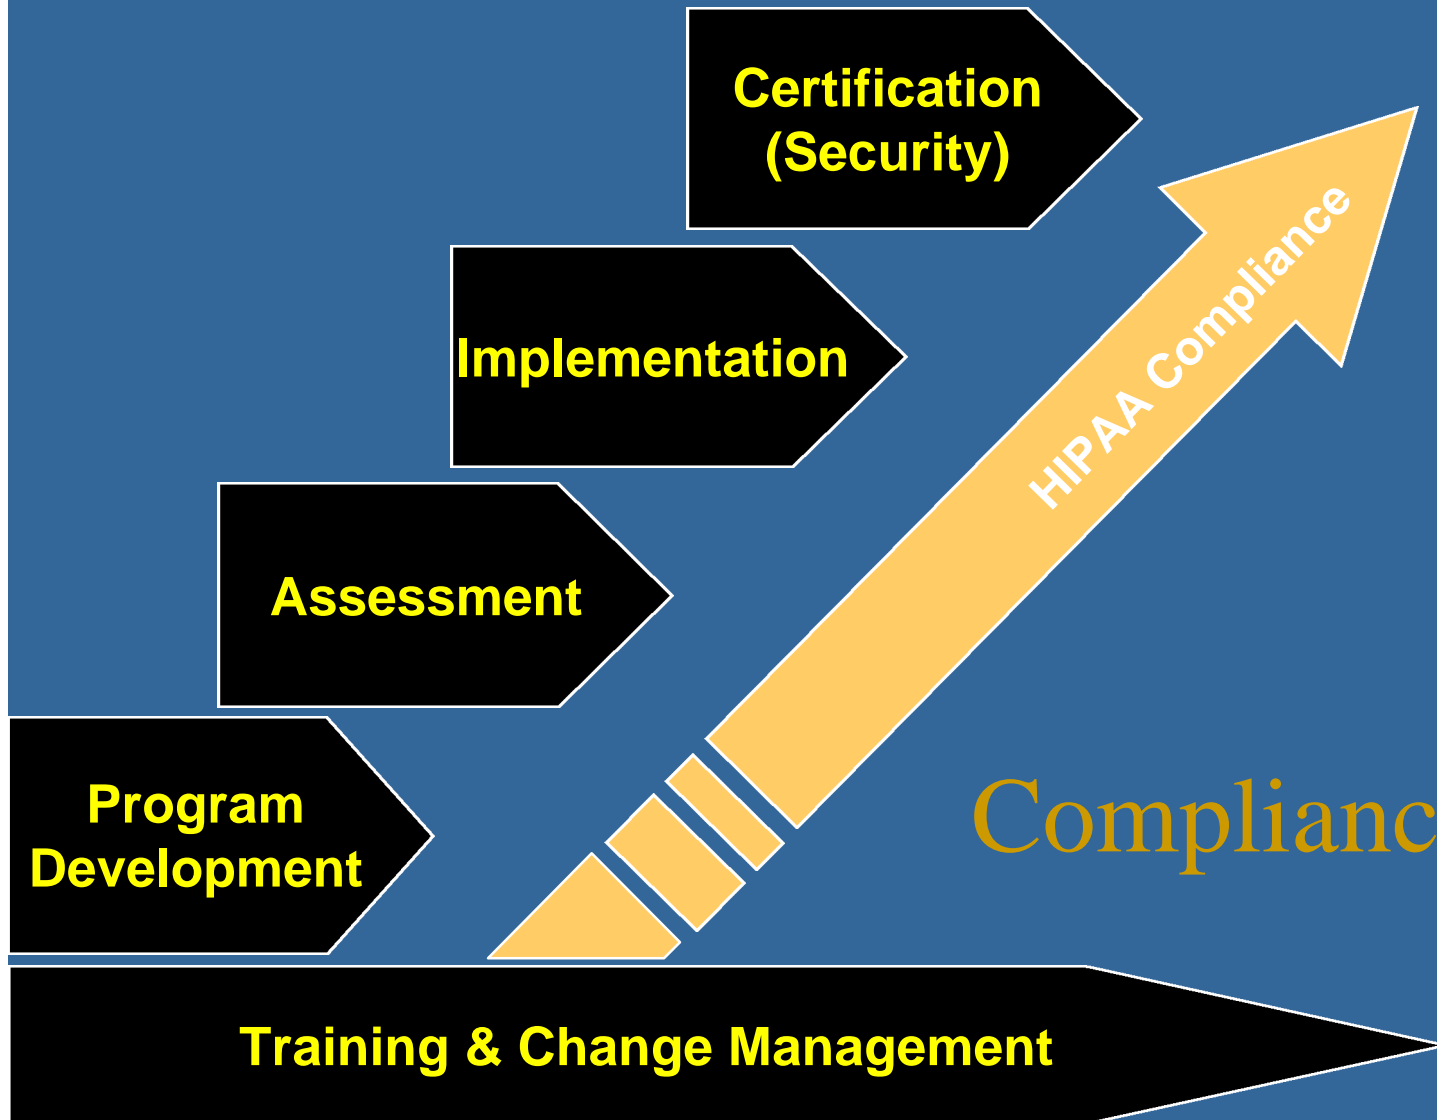 Certification
(Security)
HIPAA Compliance
Implementation
Assessment
Program
Development
Complianc
Training & Change Management